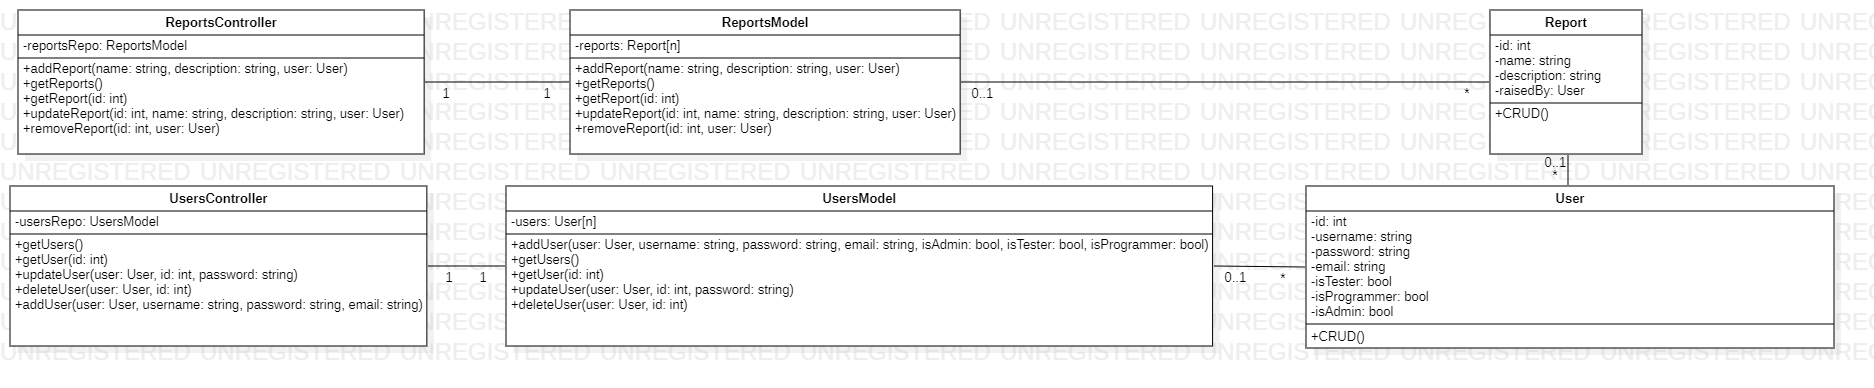 ReportsController
-reportsRepo: ReportsModel
+addReport(name: string, description: string, user: User)
+getReports()
+getReport(id: int)
+updateReport(id: int, name: string, description: string, user: User)
+removeReport(id: int, user: User)
1
1
ReportsModel
-reports: Report[n]
+addReport(name: string, description: string, user: User)
+getReports()
+getReport(id: int)
+updateReport(id: int, name: string, description: string, user: User)
+removeReport(id: int, user: User)
0..1
*
Report
-id: int
-name: string
-description: string
-raisedBy: User
+CRUD()
0..1
*
UsersController
-usersRepo: UsersModel
+getUsers()
+getUser(id: int)
+updateUser(user: User, id: int, password: string)
+deleteUser(user: User, id: int)
+addUser(user: User, username: string, password: string, email: string)
1
1
UsersModel
-users: User[n]
+addUser(user: User, username: string, password: string, email: string, isAdmin: bool, isTester: bool, isProgrammer: bool)
+getUsers()
+getUser(id: int)
+updateUser(user: User, id: int, password: string)
+deleteUser(user: User, id: int)
0..1
*
User
-id: int
-username: string
-password: string
-email: string
-isTester: bool
-isProgrammer: bool
-isAdmin: bool
+CRUD()
UNREGISTERED UNREGISTERED UNREGISTERED UNREGISTERED UNREGISTERED UNREGISTERED UNREGISTERED UNREGISTERED UNREGISTERED